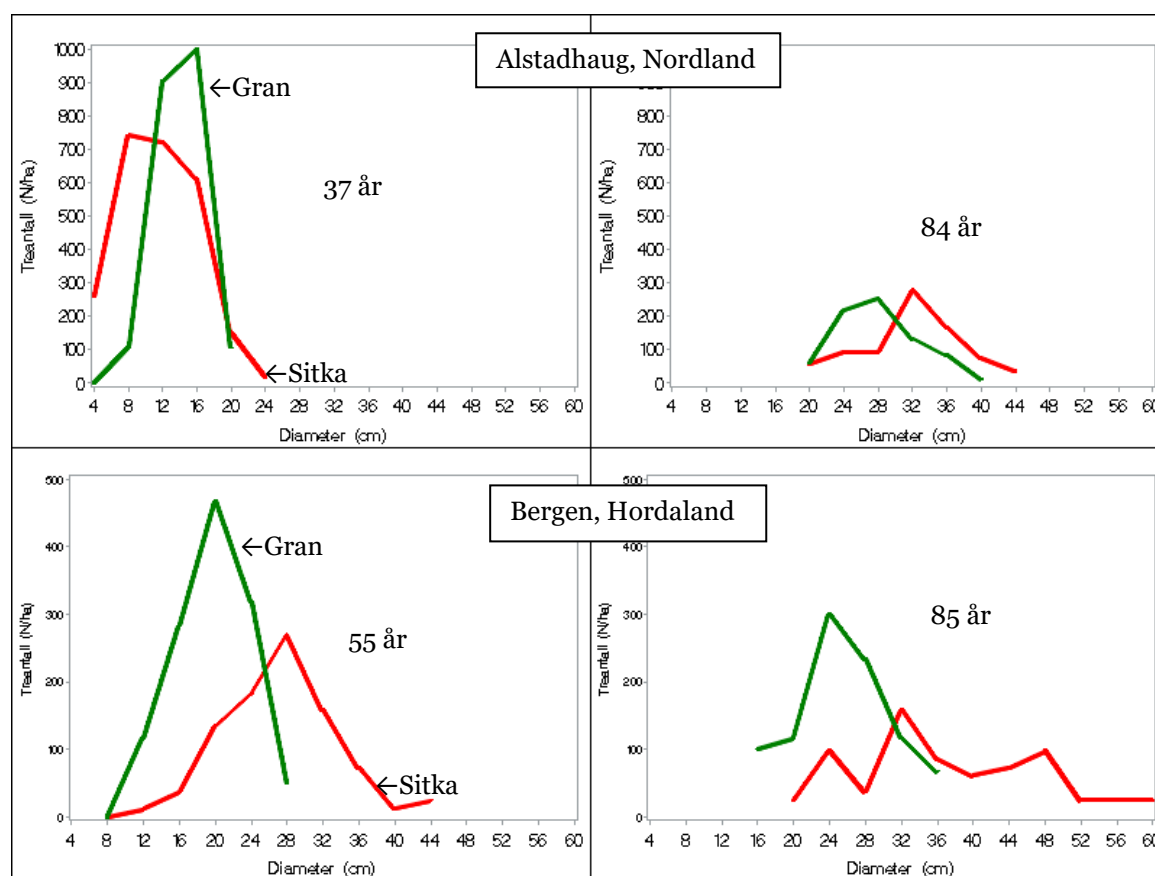 Alstadhaug, Nordland
1000
900
800
700
600
500
400
300
200
100
0
Treantall (N/ha)
←Gran
37 år
←Sitka
4 8 12 16 20 24 28 32 36 40 44 48 52 56 60
Diameter (cm)
800
700
600
500
400
300
200
100
0
Treantall (N/ha)
84 år
4 8 12 16 20 24 28 32 36 40 44 48 52 56 60
Diameter (cm)
Bergen, Hordaland
500
400
300
200
100
0
Treantall (N/ha)
←Gran
55 år
←Sitka
4 8 12 16 20 24 28 32 36 40 44 48 52 56 60
Diameter (cm)
500
400
300
200
100
0
Treantall (N/ha)
85 år
4 8 12 16 20 24 28 32 36 40 44 48 52 56 60
Diameter (cm)